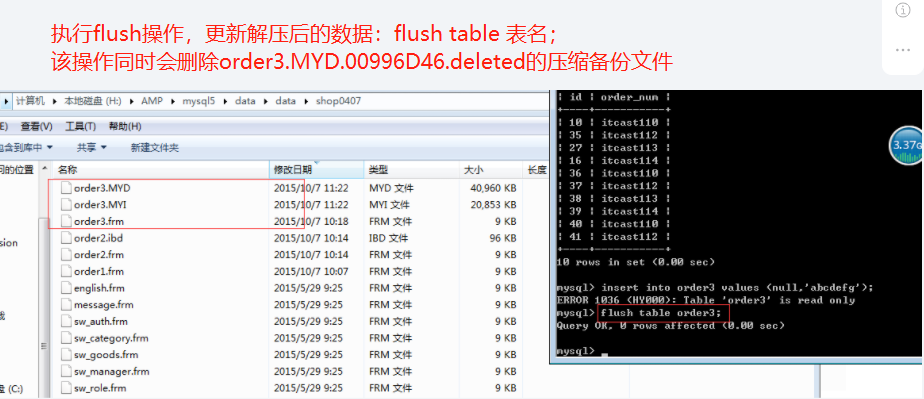 执行flush操作，更新解压后的数据：flush table 表名；
该操作同时会删除order3.MYD.00996D46.deleted的压缩备份文件
计算机 本地磁盘 (H:) AMP mysql5 data data shop0407
E) 查看(V) 工具(T) 帮助(H)
包含到库中 共享 新建文件夹
问的位置 名称 修改日期 类型 大小 长度
order3.MYD 2015/10/7 11:22 MYD 文件 40,960 KB
order3.MYI 2015/10/7 11:22 MYI 文件 20,853 KB
order3.frm 2015/10/7 10:18 FRM 文件 9 KB
order2.ibd 2015/10/7 10:14 IBD 文件 96 KB
order2.frm 2015/10/7 10:14 FRM 文件 9 KB
order1.frm 2015/10/7 10:07 FRM 文件 9 KB
english.frm 2015/5/29 9:25 FRM 文件 9 KB
message.frm 2015/5/29 9:25 FRM 文件 9 KB
sw_auth.frm 2015/5/29 9:25 FRM 文件 9 KB
sw_category.frm 2015/5/29 9:25 FRM 文件 9 KB
sw_goods.frm 2015/5/29 9:25 FRM 文件 9 KB
sw_manager.frm 2015/5/29 9:25 FRM 文件 9 KB
sw_role.frm 2015/5/29 9:25 FRM 文件 9 KB
sion
载
盘 (C:)
| id | order_num |
+----+-----------+
| 10 | itcast110 |
| 35 | itcast112 |
| 27 | itcast113 |
| 16 | itcast114 |
| 36 | itcast110 |
| 37 | itcast112 |
| 38 | itcast113 |
| 39 | itcast114 |
| 40 | itcast110 |
| 41 | itcast112 |
+----+-----------+
10 rows in set (0.00 sec)
mysql> insert into order3 values (null,'abcdefg');
ERROR 1036 (HY000): Table 'order3' is read only
mysql> flush table order3;
Query OK, 0 rows affected (0.00 sec)
mysql> _
3.37G